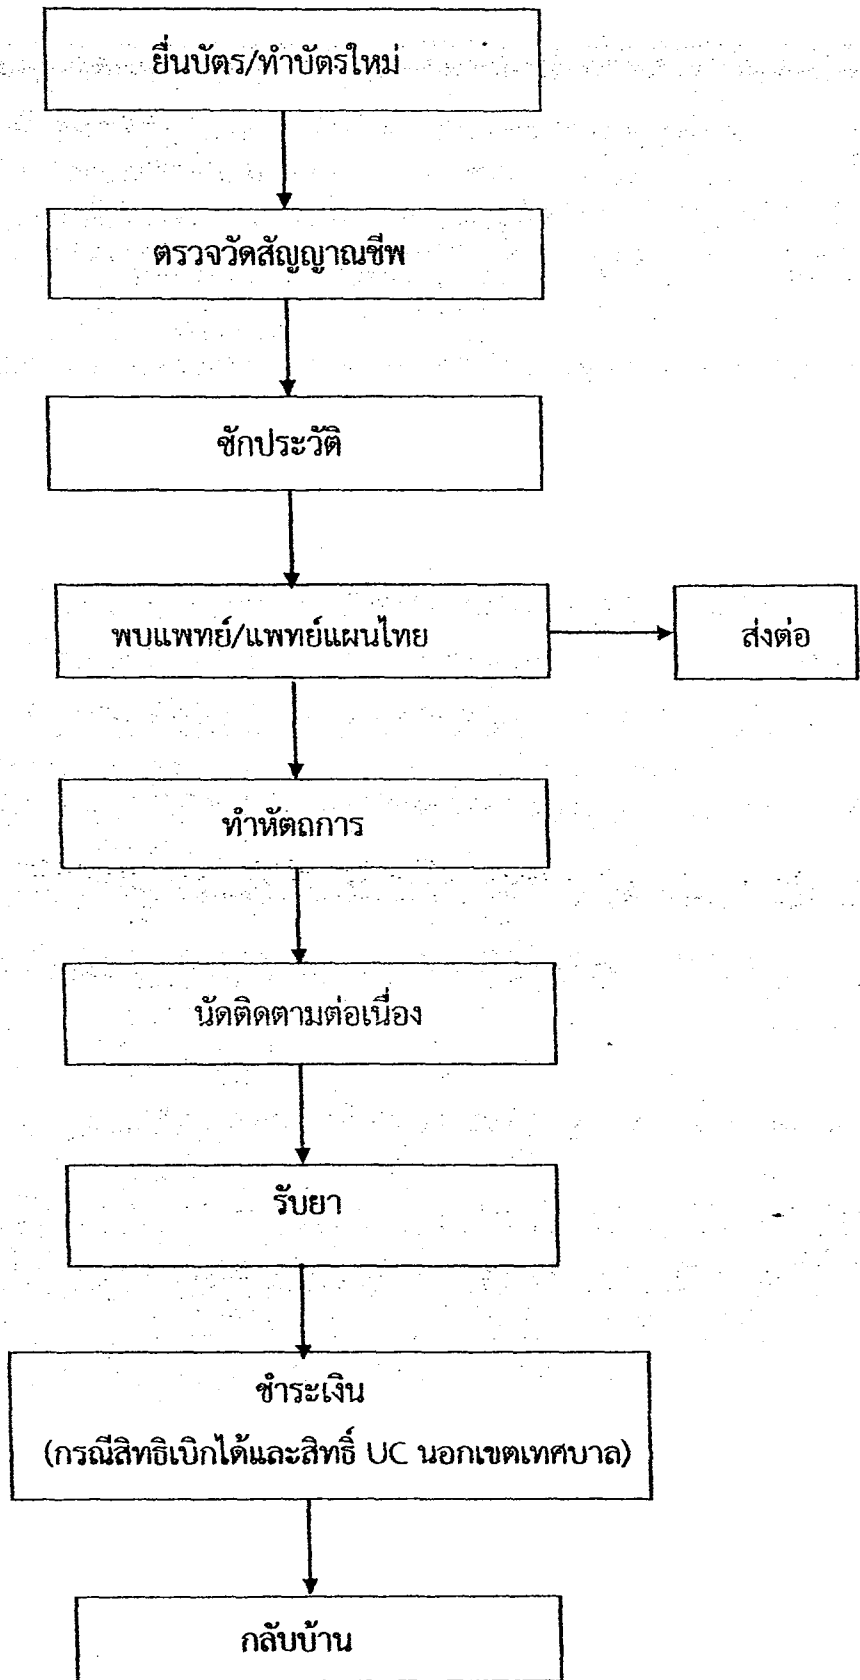 ยื่นบัตร/ทำบัตรใหม่
ตรวจวัดสัญญาณชีพ
ซักประวัติ
พบแพทย์/แพทย์แผนไทย
ส่งต่อ
ทำหัตถการ
นัดติดตามต่อเนื่อง
รับยา
ชำระเงิน
(กรณีสิทธิเบิกได้และสิทธิ์ UC นอกเขตเทศบาล)
กลับบ้าน